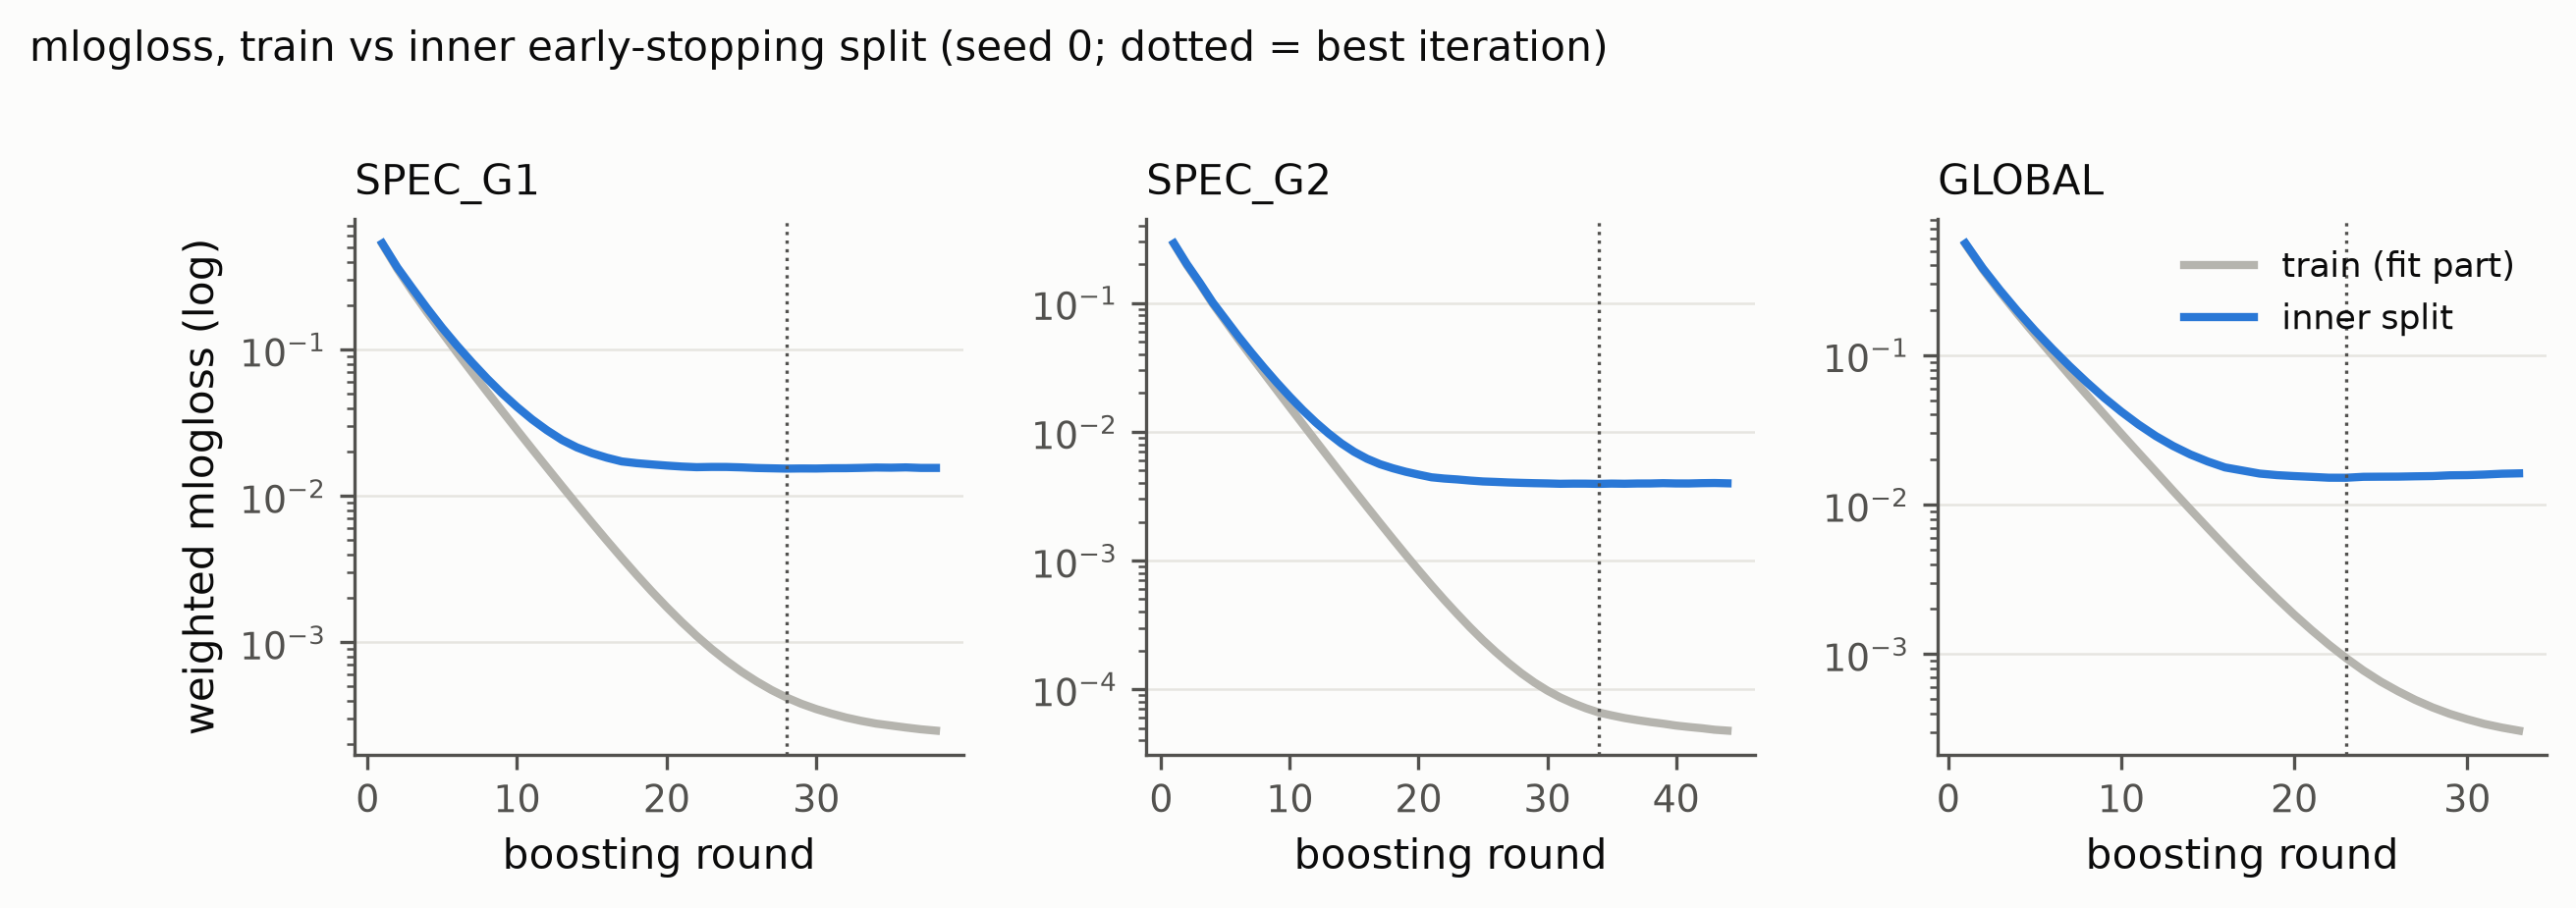 mlogloss, train vs inner early-stopping split (seed 0; dotted = best iteration)
SPEC_G1
weighted mlogloss (log)
10⁻¹
10⁻²
10⁻³
0 10 20 30
boosting round
SPEC_G2
10⁻¹
10⁻²
10⁻³
10⁻⁴
0 10 20 30 40
boosting round
GLOBAL
train (fit part)
inner split
10⁻¹
10⁻²
10⁻³
0 10 20 30
boosting round